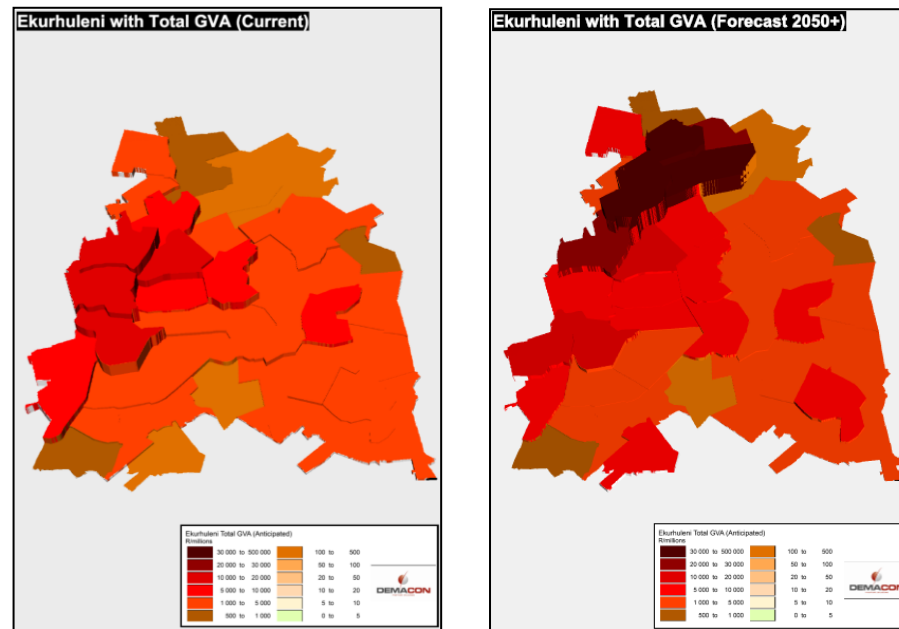 Ekurhuleni with Total GVA (Current)
Ekurhuleni Total GVA (Anticipated)
R/millions
30 000 to 500 000 100 to 500
20 000 to 30 000 50 to 100
10 000 to 20 000 20 to 50
5 000 to 10 000 10 to 20
1 000 to 5 000 5 to 10
500 to 1 000 0 to 5
DEMACON
Ekurhuleni with Total GVA (Forecast 2050+)
Ekurhuleni Total GVA (Anticipated)
R/millions
30 000 to 500 000 100 to 500
20 000 to 30 000 50 to 100
10 000 to 20 000 20 to 50
5 000 to 10 000 10 to 20
1 000 to 5 000 5 to 10
500 to 1 000 0 to 5
DEMACON